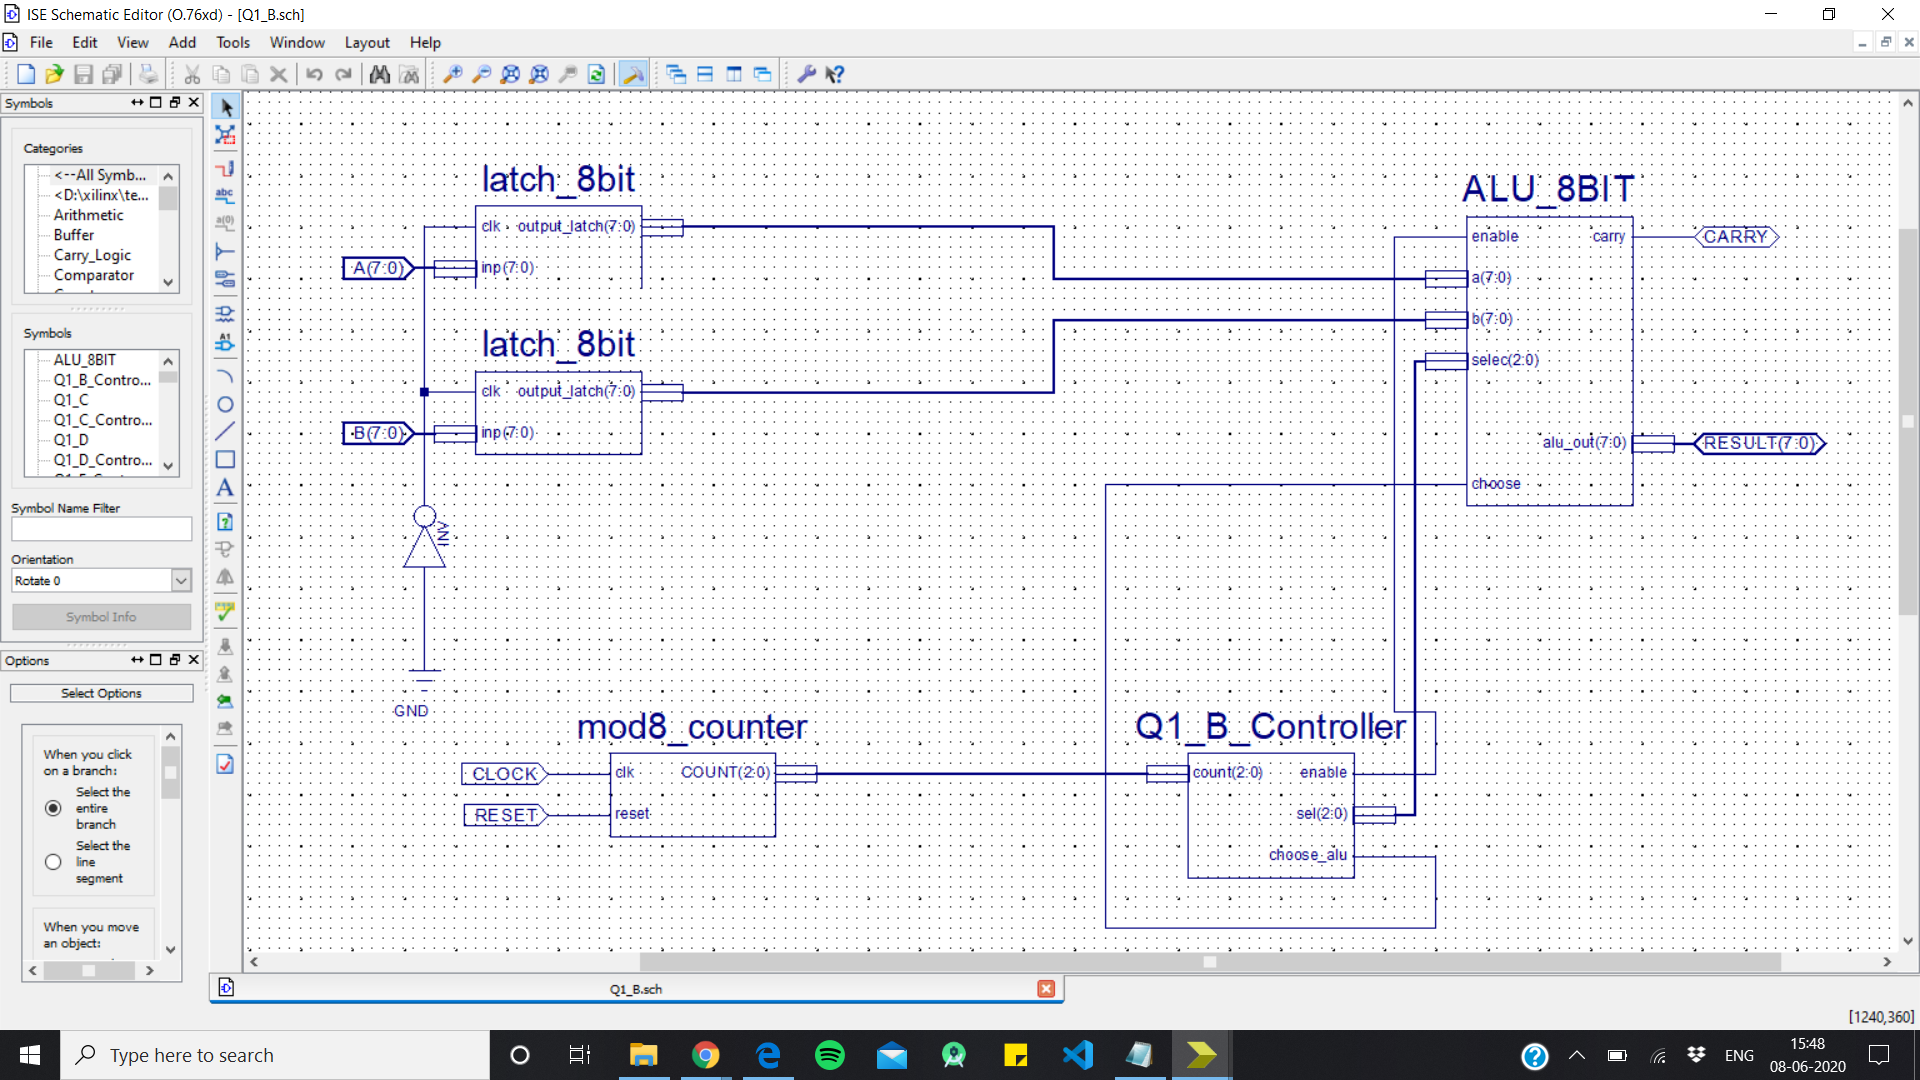 ISE Schematic Editor (O.76xd) - [Q1_B.sch]
File Edit View Add Tools Window Layout Help
Symbols
Categories
<--All Symb...
<D:\xilinx\te...
Arithmetic
Buffer
Carry_Logic
Comparator
Symbols
ALU_8BIT
Q1_B_Contro...
Q1_C
Q1_C_Contro...
Q1_D
Q1_D_Contro...
Symbol Name Filter
Orientation
Rotate 0
Symbol Info
Options
Select Options
When you click
on a branch:
Select the
entire
branch
Select the
line
segment
When you move
an object:
abc
a(0)
A1
A
latch_8bit
clk output_latch(7:0)
A(7:0) inp(7:0)
latch_8bit
clk output_latch(7:0)
B(7:0) inp(7:0)
INV
GND
ALU_8BIT
enable carry CARRY
a(7:0)
b(7:0)
selec(2:0)
alu_out(7:0) RESULT(7:0)
choose
mod8_counter
CLOCK clk COUNT(2:0)
RESET reset
Q1_B_Controller
count(2:0) enable
sel(2:0)
choose_alu
Q1_B.sch
[1240,360]
Type here to search
ENG
15:48
08-06-2020